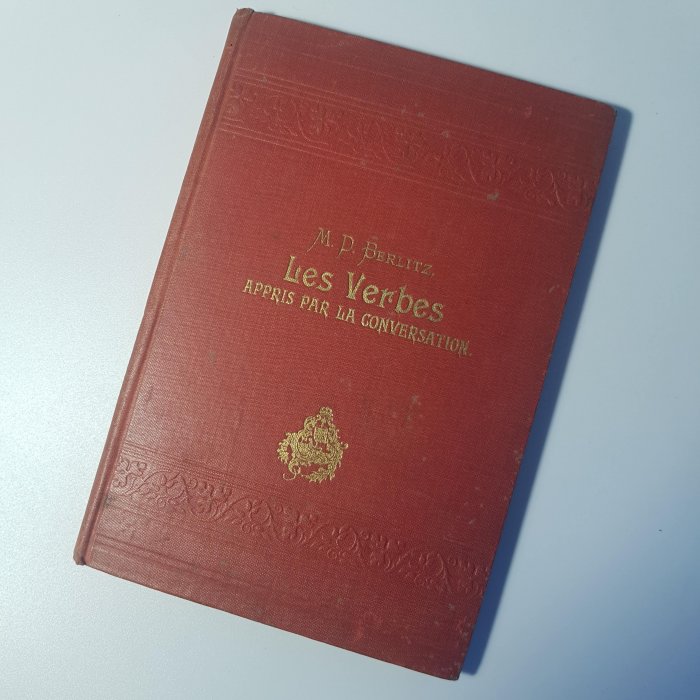 M. D. BERLITZ.
Les Verbes
APPRIS PAR LA CONVERSATION.